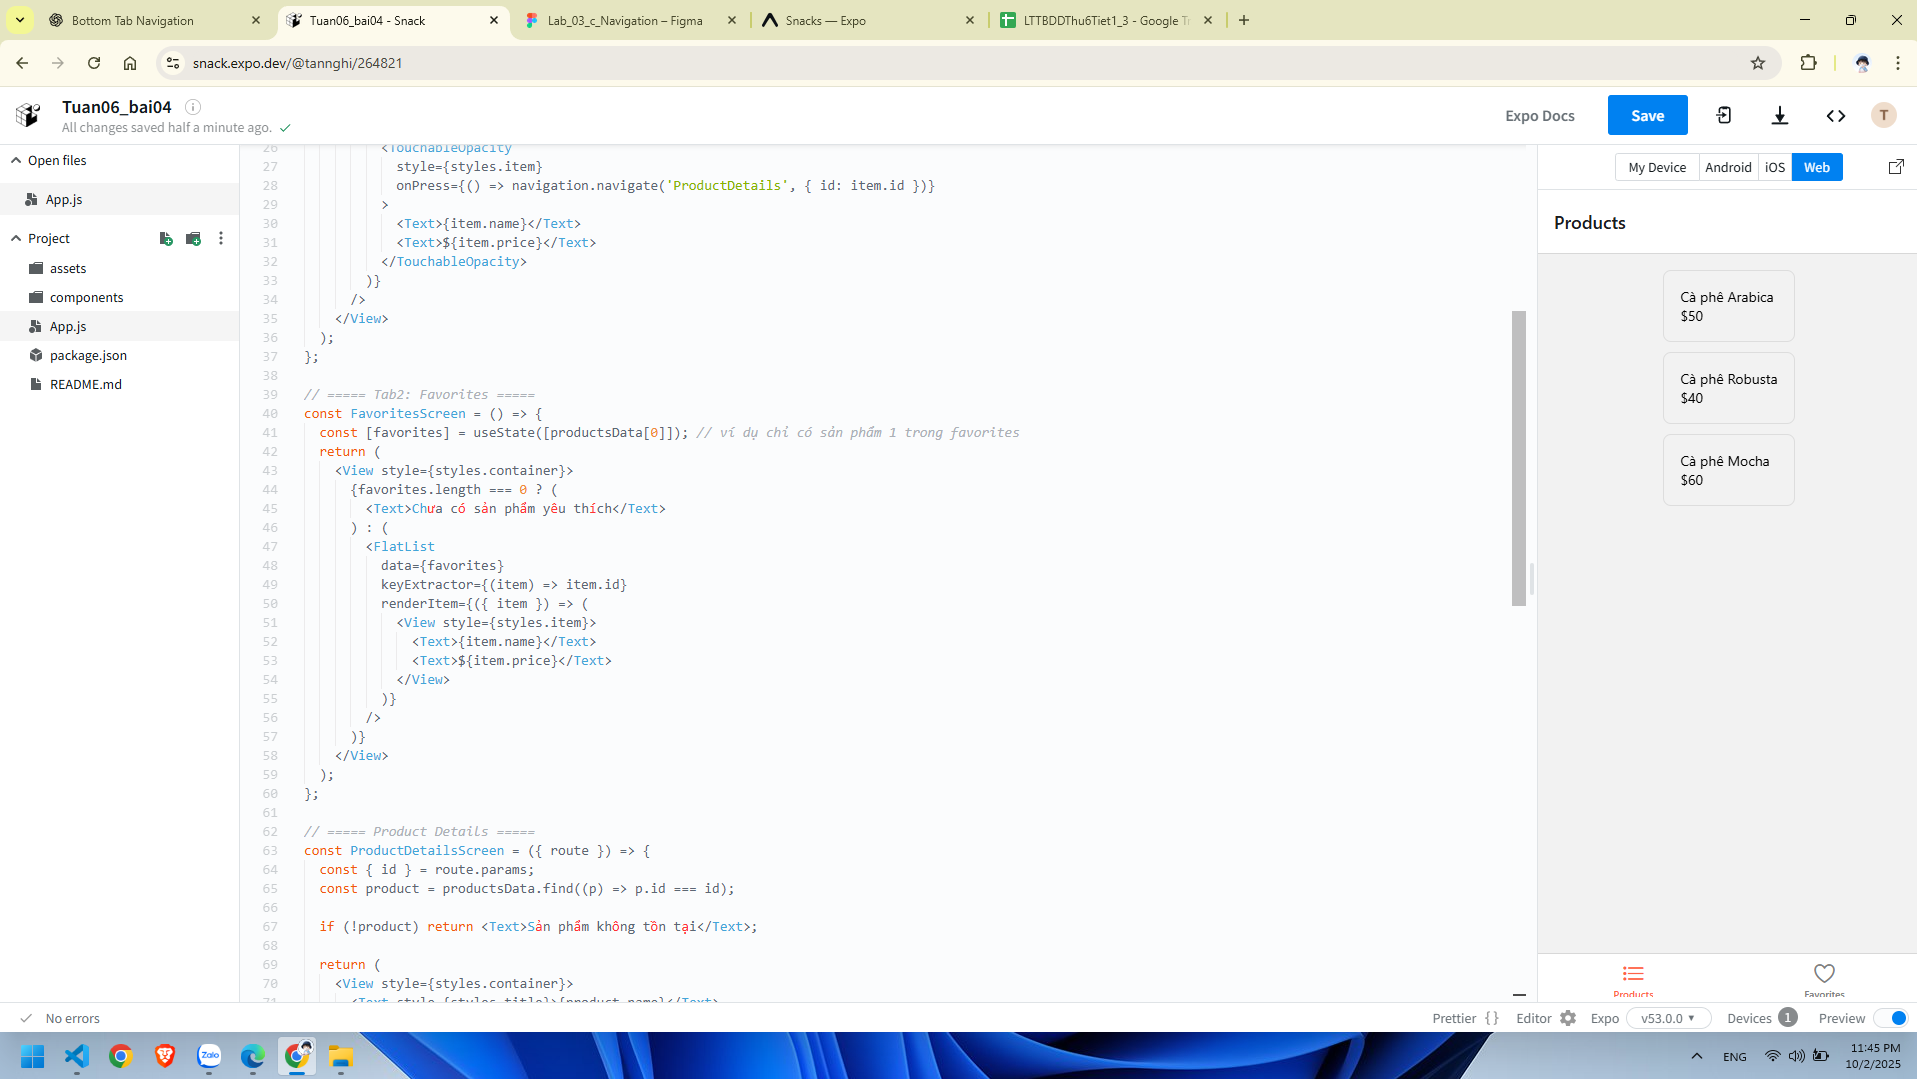 Bottom Tab Navigation
Tuan06_bai04 - Snack
Lab_03_c_Navigation – Figma
Snacks — Expo
LTTBDDThu6Tiet1_3 - Google Tr
snack.expo.dev/@tannghi/264821
Tuan06_bai04
All changes saved half a minute ago.
Expo Docs
Save
T
Open files
App.js
Project
assets
components
App.js
package.json
README.md
26 <TouchableOpacity
27 style={styles.item}
28 onPress={() => navigation.navigate('ProductDetails', { id: item.id })}
29 >
30 <Text>{item.name}</Text>
31 <Text>${item.price}</Text>
32 </TouchableOpacity>
33 )}
34 />
35 </View>
36 );
37 };
38
39 // ===== Tab2: Favorites =====
40 const FavoritesScreen = () => {
41 const [favorites] = useState([productsData[0]]); // ví dụ chỉ có sản phẩm 1 trong favorites
42 return (
43 <View style={styles.container}>
44 {favorites.length === 0 ? (
45 <Text>Chưa có sản phẩm yêu thích</Text>
46 ) : (
47 <FlatList
48 data={favorites}
49 keyExtractor={(item) => item.id}
50 renderItem={({ item }) => (
51 <View style={styles.item}>
52 <Text>{item.name}</Text>
53 <Text>${item.price}</Text>
54 </View>
55 )}
56 />
57 )}
58 </View>
59 );
60 };
61
62 // ===== Product Details =====
63 const ProductDetailsScreen = ({ route }) => {
64 const { id } = route.params;
65 const product = productsData.find((p) => p.id === id);
66
67 if (!product) return <Text>Sản phẩm không tồn tại</Text>;
68
69 return (
70 <View style={styles.container}>
71 <Text style={styles.title}>{product.name}</Text>
My Device
Android
iOS
Web
Products
Cà phê Arabica
$50
Cà phê Robusta
$40
Cà phê Mocha
$60
Products
Favorites
No errors
Prettier { }
Editor
Expo
v53.0.0
Devices 1
Preview
Zalo
ENG
11:45 PM
10/2/2025